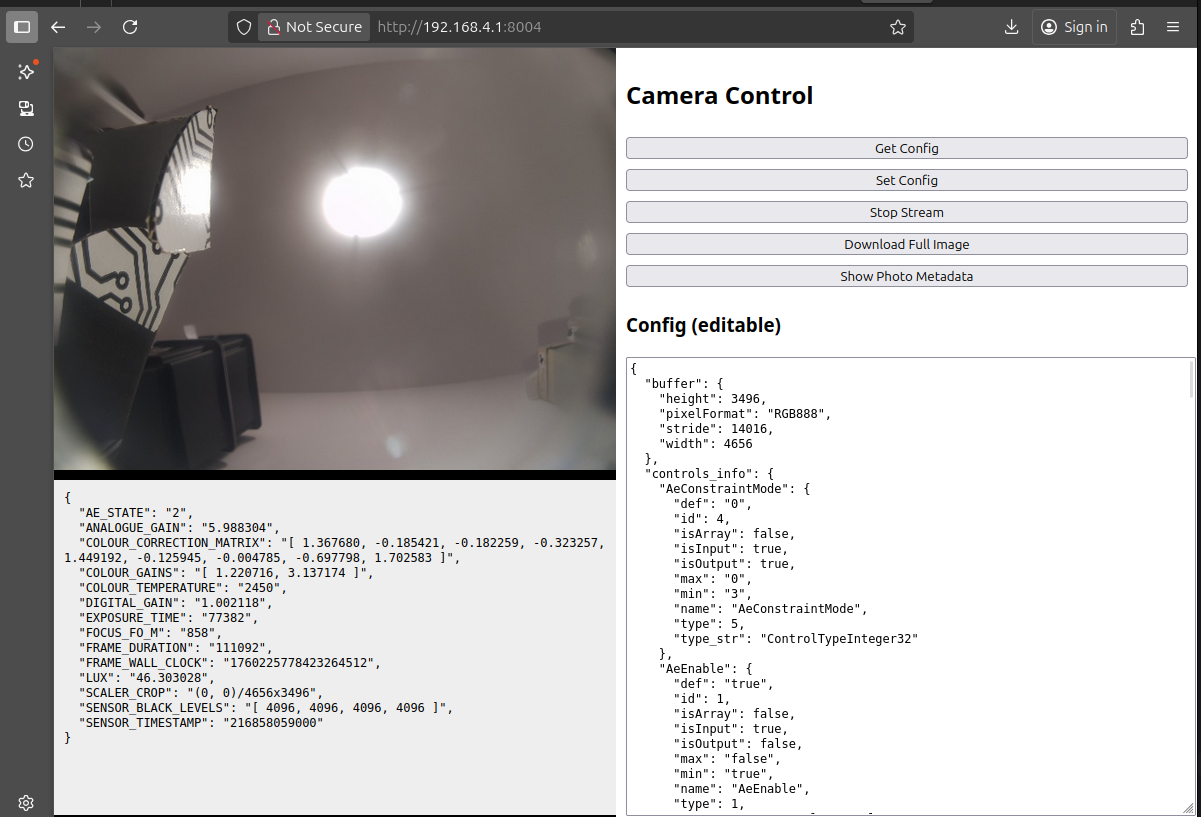 Not Secure
http://192.168.4.1:8004
Sign in
Camera Control
Get Config
Set Config
Stop Stream
Download Full Image
Show Photo Metadata
Config (editable)
{
"buffer": {
"height": 3496,
"pixelFormat": "RGB888",
"stride": 14016,
"width": 4656
},
"controls_info": {
"AeConstraintMode": {
"def": "0",
"id": 4,
"isArray": false,
"isInput": true,
"isOutput": true,
"max": "0",
"min": "3",
"name": "AeConstraintMode",
"type": 5,
"type_str": "ControlTypeInteger32"
},
"AeEnable": {
"def": "true",
"id": 1,
"isArray": false,
"isInput": true,
"isOutput": false,
"max": "false",
"min": "true",
"name": "AeEnable",
"type": 1,
{
"AE_STATE": "2",
"ANALOGUE_GAIN": "5.988304",
"COLOUR_CORRECTION_MATRIX": "[ 1.367680, -0.185421, -0.182259, -0.323257,
1.449192, -0.125945, -0.004785, -0.697798, 1.702583 ]",
"COLOUR_GAINS": "[ 1.220716, 3.137174 ]",
"COLOUR_TEMPERATURE": "2450",
"DIGITAL_GAIN": "1.002118",
"EXPOSURE_TIME": "77382",
"FOCUS_FO_M": "858",
"FRAME_DURATION": "111092",
"FRAME_WALL_CLOCK": "1760225778423264512",
"LUX": "46.303028",
"SCALER_CROP": "(0, 0)/4656x3496",
"SENSOR_BLACK_LEVELS": "[ 4096, 4096, 4096, 4096 ]",
"SENSOR_TIMESTAMP": "216858059000"
}